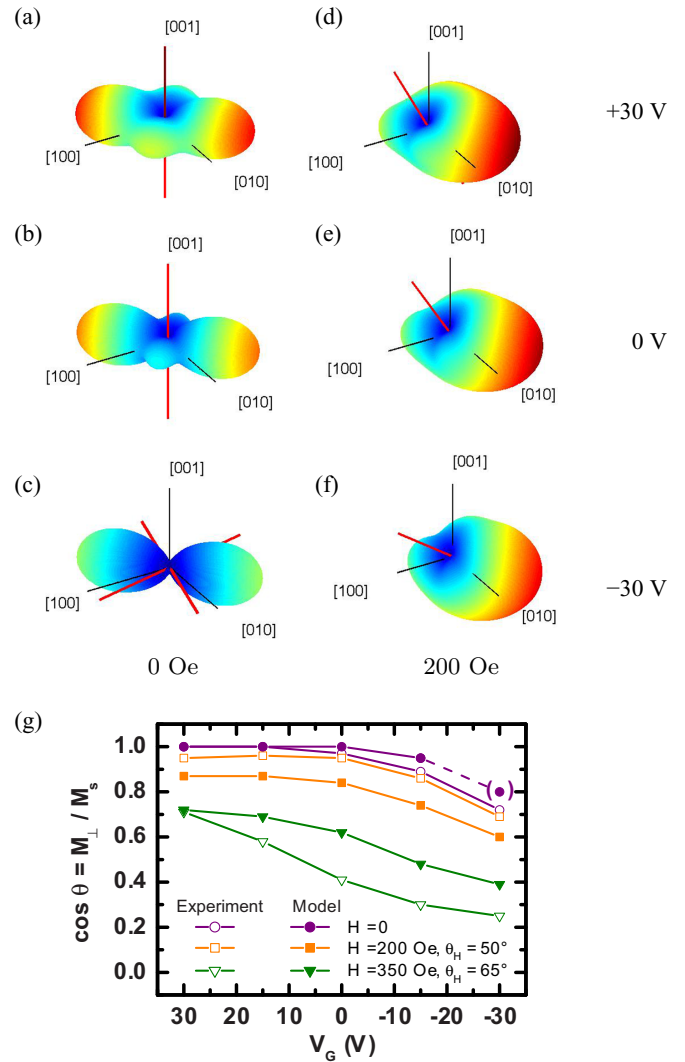 (a)
[001]
[100]
[010]
(d)
[001]
[100]
[010]
+30 V
(b)
[001]
[100]
[010]
(e)
[001]
[100]
[010]
0 V
(c)
[001]
[100]
[010]
(f)
[001]
[100]
[010]
−30 V
0 Oe
200 Oe
(g)
cos θ = M⊥ / Ms
1.0
0.8
0.6
0.4
0.2
0.0
( )
Experiment Model
H =0
H =200 Oe, θH = 50°
H =350 Oe, θH = 65°
30 20 10 0 -10 -20 -30
VG (V)